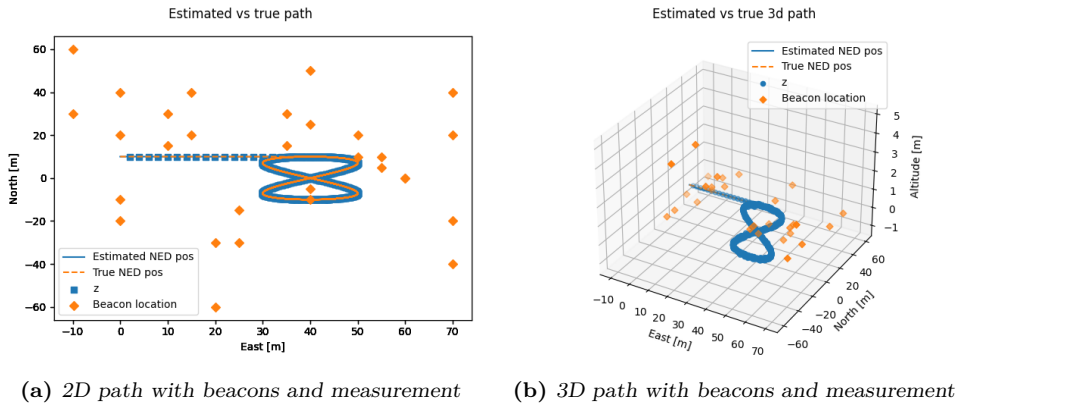 Estimated vs true path
60
40
20
0
−20
−40
−60
North [m]
−10 0 10 20 30 40 50 60 70
East [m]
Estimated NED pos
True NED pos
z
Beacon location
(a) 2D path with beacons and measurement
Estimated vs true 3d path
Estimated NED pos
True NED pos
z
Beacon location
5
4
3
2
1
0
−1
Altitude [m]
−10 0 10 20 30 40 50 60 70
East [m]
−60 −40 −20 0 20 40 60
North [m]
(b) 3D path with beacons and measurement